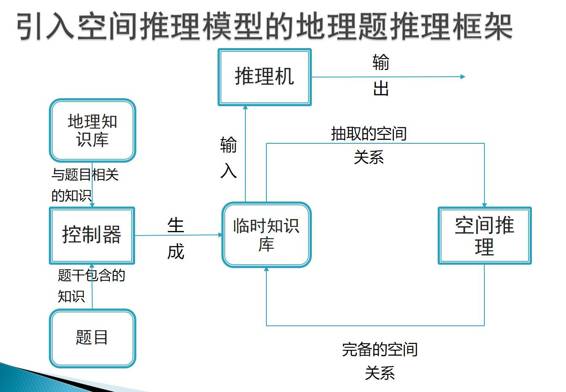 引入空间推理模型的地理题推理框架
推理机
输
出
地理知
识库
输
入
抽取的空间
关系
与题目相关
的知识
控制器
生
成
临时知识
库
空间推
理
题干包含的
知识
题目
完备的空间
关系